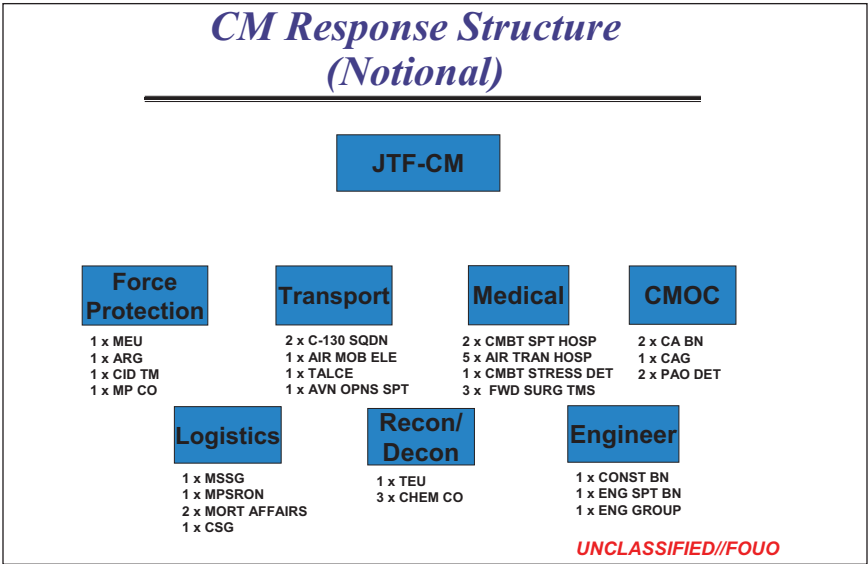 CM Response Structure
(Notional)
JTF-CM
Force
Protection
1 x MEU
1 x ARG
1 x CID TM
1 x MP CO
Transport
2 x C-130 SQDN
1 x AIR MOB ELE
1 x TALCE
1 x AVN OPNS SPT
Medical
2 x CMBT SPT HOSP
5 x AIR TRAN HOSP
1 x CMBT STRESS DET
3 x FWD SURG TMS
CMOC
2 x CA BN
1 x CAG
2 x PAO DET
Logistics
1 x MSSG
1 x MPSRON
2 x MORT AFFAIRS
1 x CSG
Recon/
Decon
1 x TEU
3 x CHEM CO
Engineer
1 x CONST BN
1 x ENG SPT BN
1 x ENG GROUP
UNCLASSIFIED//FOUO